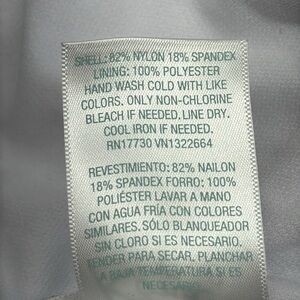 SHELL: 82% NYLON 18% SPANDEX
LINING: 100% POLYESTER
HAND WASH COLD WITH LIKE
COLORS. ONLY NON-CHLORINE
BLEACH IF NEEDED. LINE DRY.
COOL IRON IF NEEDED.
RN17730 VN1322664
REVESTIMIENTO: 82% NAILON
18% SPANDEX FORRO: 100%
POLIÉSTER LAVAR A MANO
CON AGUA FRÍA CON COLORES
SIMILARES. SÓLO BLANQUEADOR
SIN CLORO SI ES NECESARIO.
TENDER PARA SECAR. PLANCHAR
A BAJA TEMPERATURA SI ES
NECESARIO